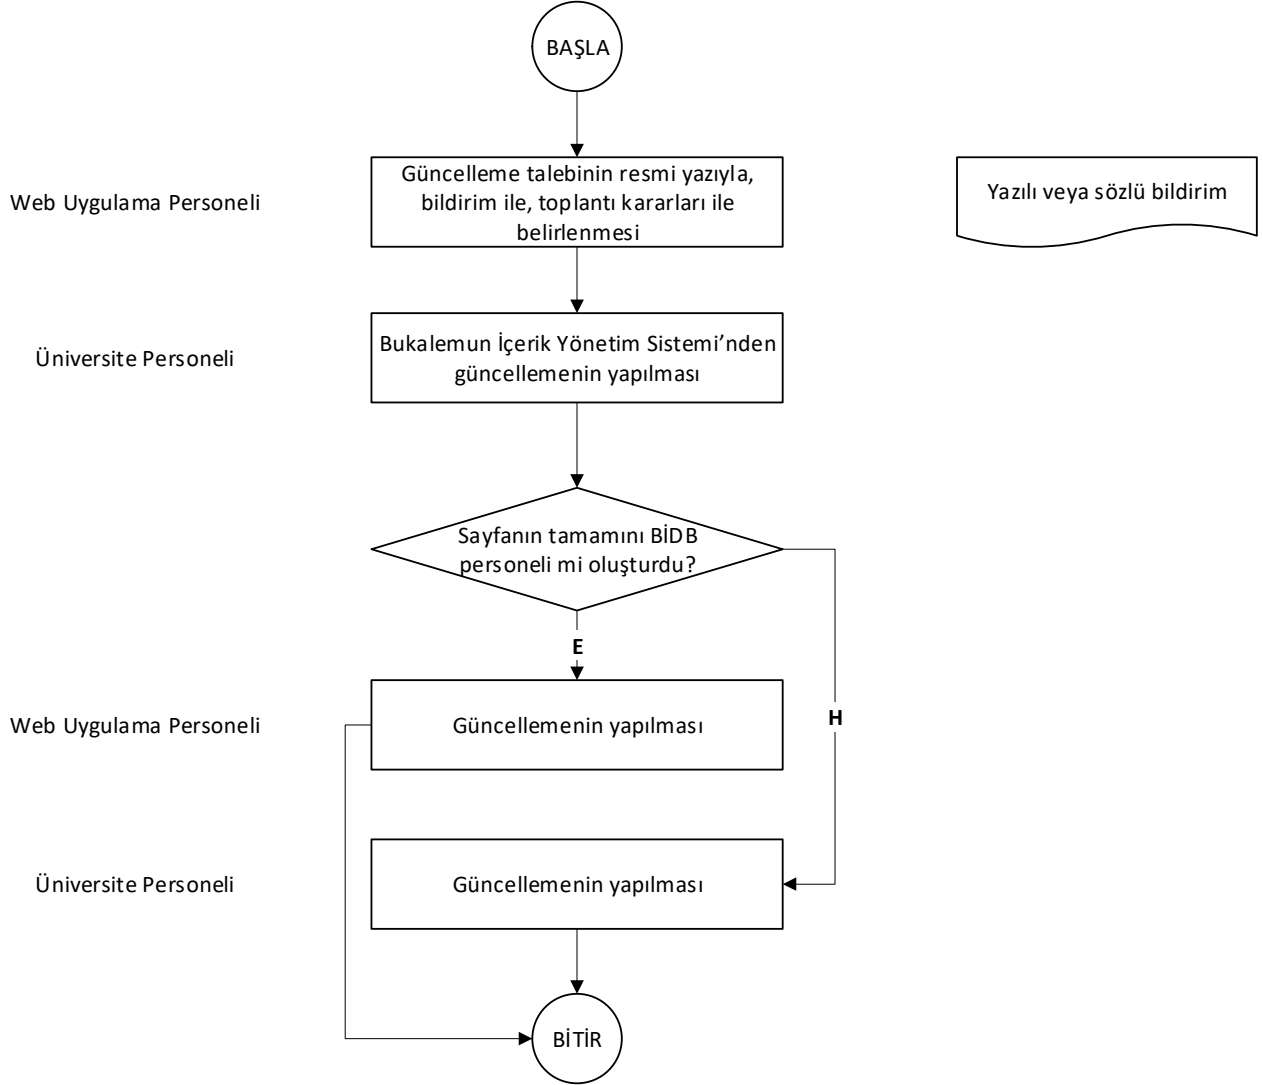 BAŞLA
Web Uygulama Personeli
Güncelleme talebinin resmi yazıyla,
bildirim ile, toplantı kararları ile
belirlenmesi
Yazılı veya sözlü bildirim
Üniversite Personeli
Bukalemun İçerik Yönetim Sistemi’nden
güncellemenin yapılması
Sayfanın tamamını BİDB
personeli mi oluşturdu?
E
H
Web Uygulama Personeli
Güncellemenin yapılması
Üniversite Personeli
Güncellemenin yapılması
BİTİR